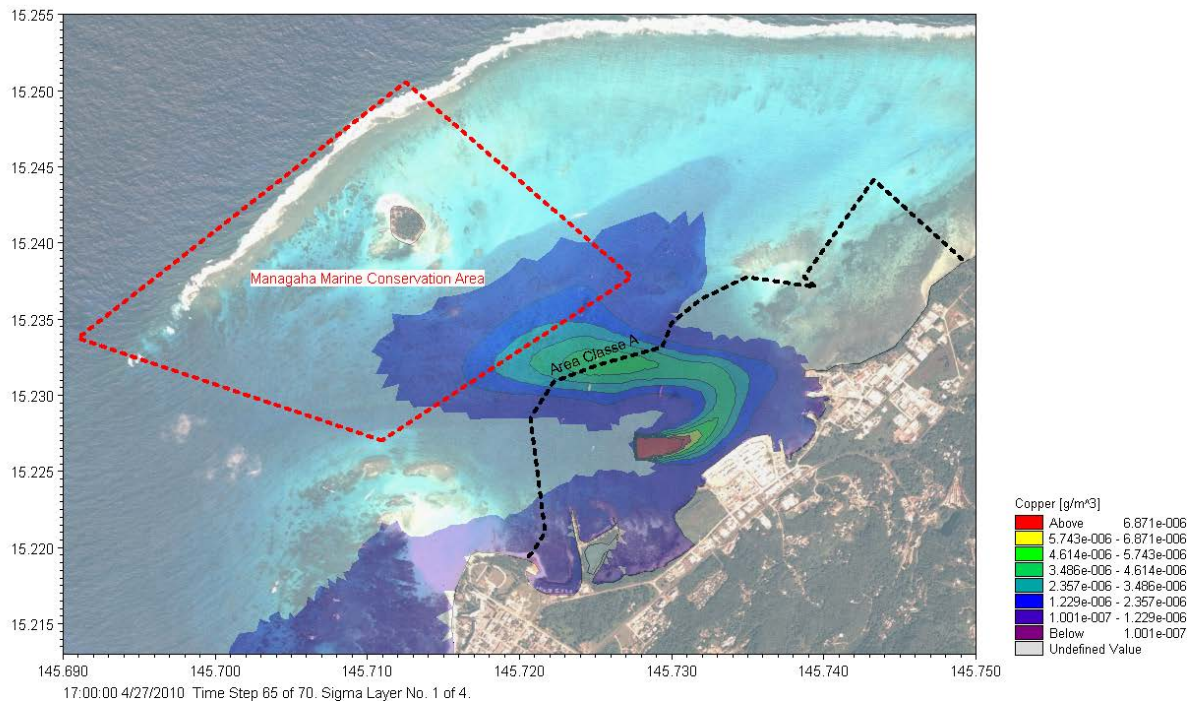 15.255
15.250
15.245
15.240
15.235
15.230
15.225
15.220
15.215
Managaha Marine Conservation Area
Area Classe A
145.690 145.700 145.710 145.720 145.730 145.740 145.750
17:00:00 4/27/2010 Time Step 65 of 70. Sigma Layer No. 1 of 4.
Copper [g/m^3]
Above 6.871e-006
5.743e-006 - 6.871e-006
4.614e-006 - 5.743e-006
3.486e-006 - 4.614e-006
2.357e-006 - 3.486e-006
1.229e-006 - 2.357e-006
1.001e-007 - 1.229e-006
Below 1.001e-007
Undefined Value